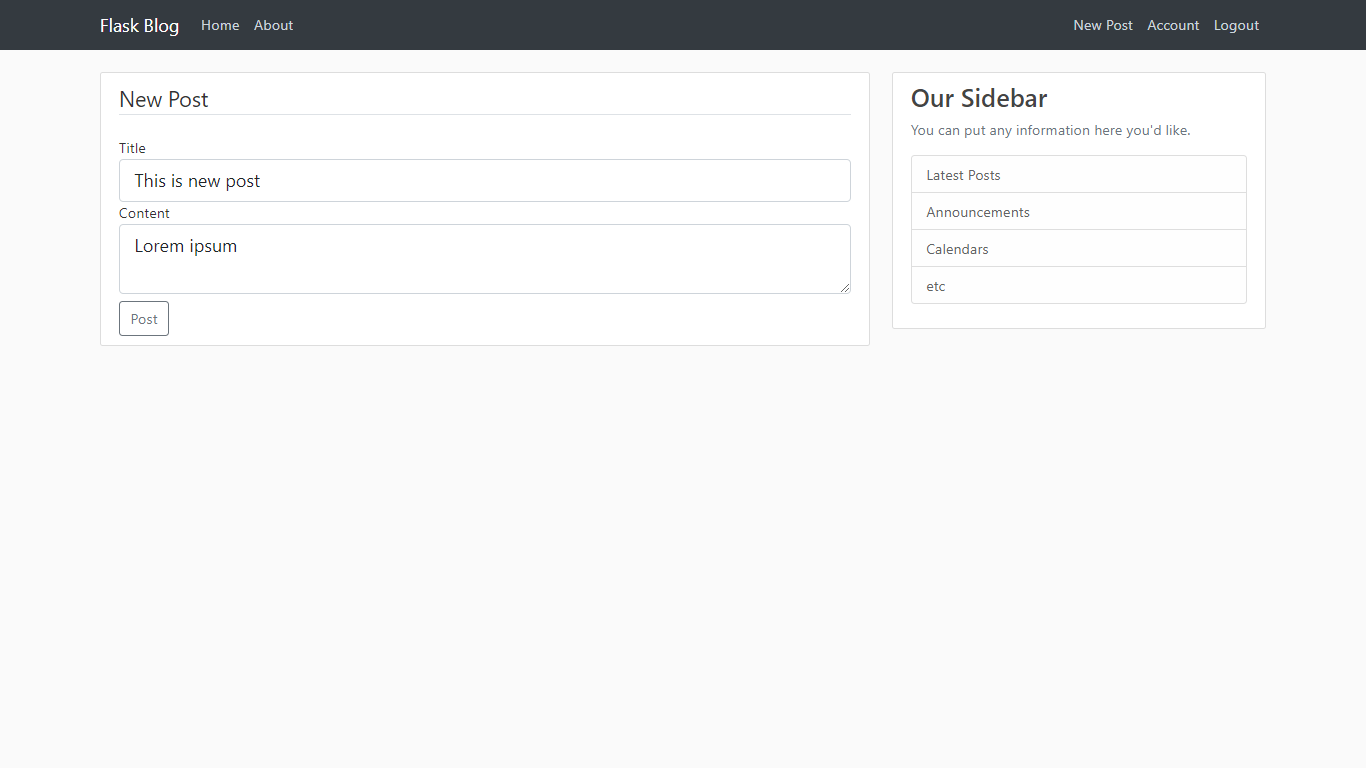 Flask Blog Home About New Post Account Logout
New Post
Title
This is new post
Content
Lorem ipsum
Post
Our Sidebar
You can put any information here you'd like.
Latest Posts
Announcements
Calendars
etc